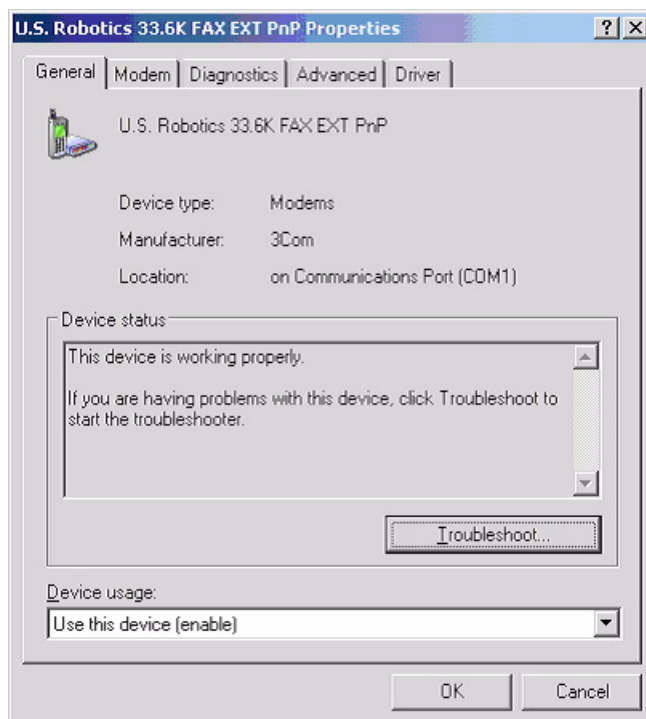 U.S. Robotics 33.6K FAX EXT PnP Properties
General Modem Diagnostics Advanced Driver
U.S. Robotics 33.6K FAX EXT PnP
Device type: Modems
Manufacturer: 3Com
Location: on Communications Port (COM1)
Device status
This device is working properly.
If you are having problems with this device, click Troubleshoot to
start the troubleshooter.
Troubleshoot...
Device usage:
Use this device (enable)
OK Cancel